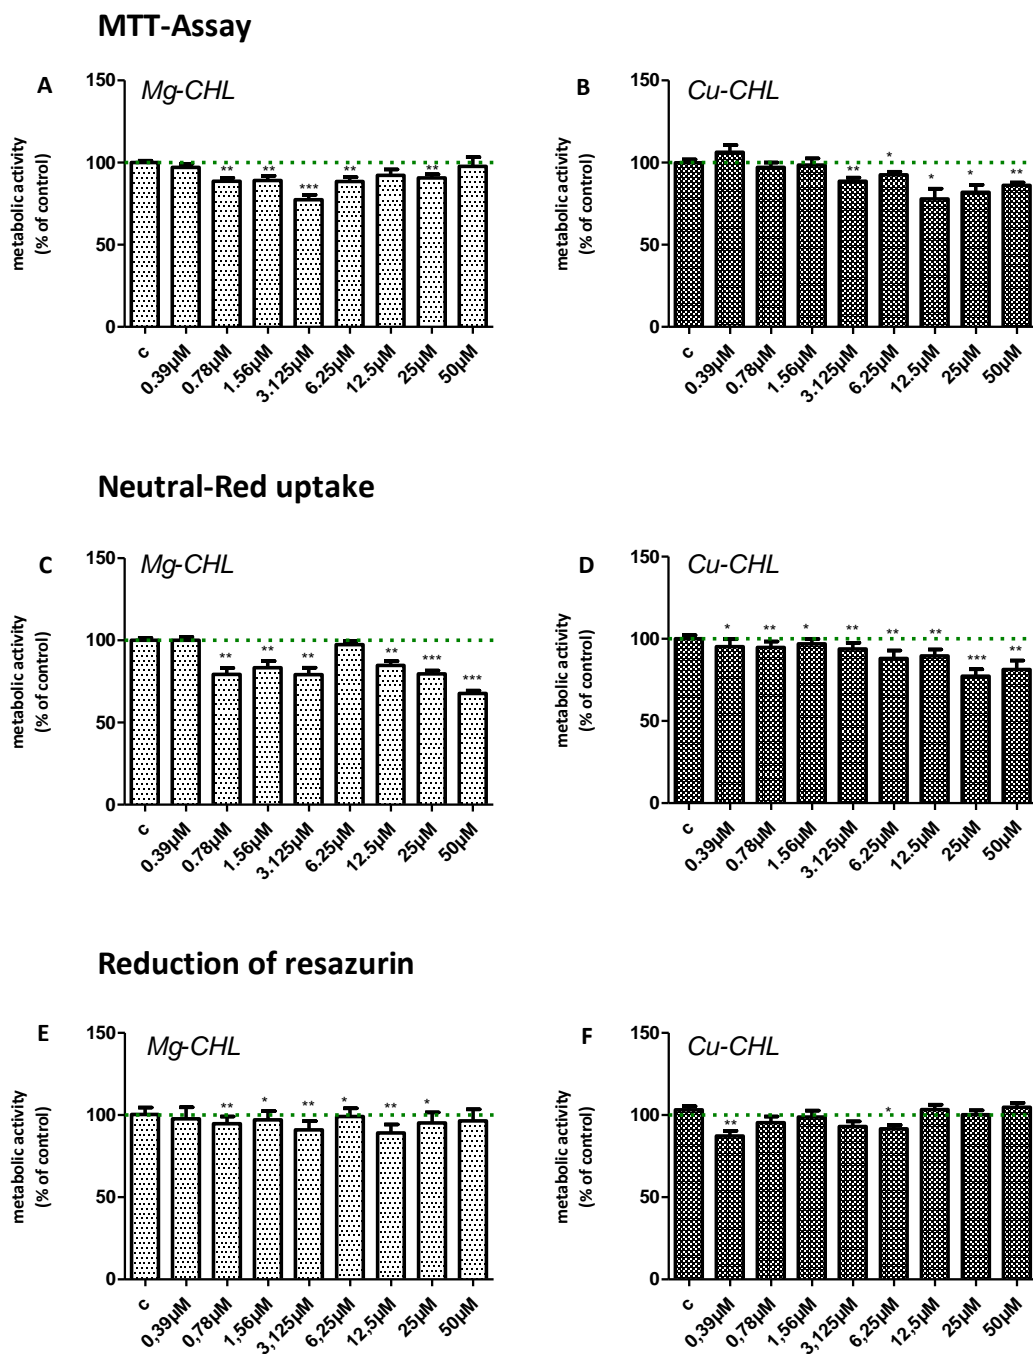 MTT-Assay
A
Mg-CHL
metabolic activity
(% of control)
150
100
50
0
** ** *** ** **
c 0.39µM 0.78µM 1.56µM 3.125µM 6.25µM 12.5µM 25µM 50µM
B
Cu-CHL
metabolic activity
(% of control)
150
100
50
0
** * * * **
c 0.39µM 0.78µM 1.56µM 3.125µM 6.25µM 12.5µM 25µM 50µM
Neutral-Red uptake
C
Mg-CHL
metabolic activity
(% of control)
150
100
50
0
** ** ** ** *** ***
c 0.39µM 0.78µM 1.56µM 3.125µM 6.25µM 12.5µM 25µM 50µM
D
Cu-CHL
metabolic activity
(% of control)
150
100
50
0
* ** * ** ** ** *** **
c 0.39µM 0.78µM 1.56µM 3.125µM 6.25µM 12.5µM 25µM 50µM
Reduction of resazurin
E
Mg-CHL
metabolic activity
(% of control)
150
100
50
0
** * ** * ** *
c 0,39µM 0,78µM 1,56µM 3,125µM 6,25µM 12,5µM 25µM 50µM
F
Cu-CHL
metabolic activity
(% of control)
150
100
50
0
** *
c 0,39µM 0,78µM 1,56µM 3,125µM 6,25µM 12,5µM 25µM 50µM